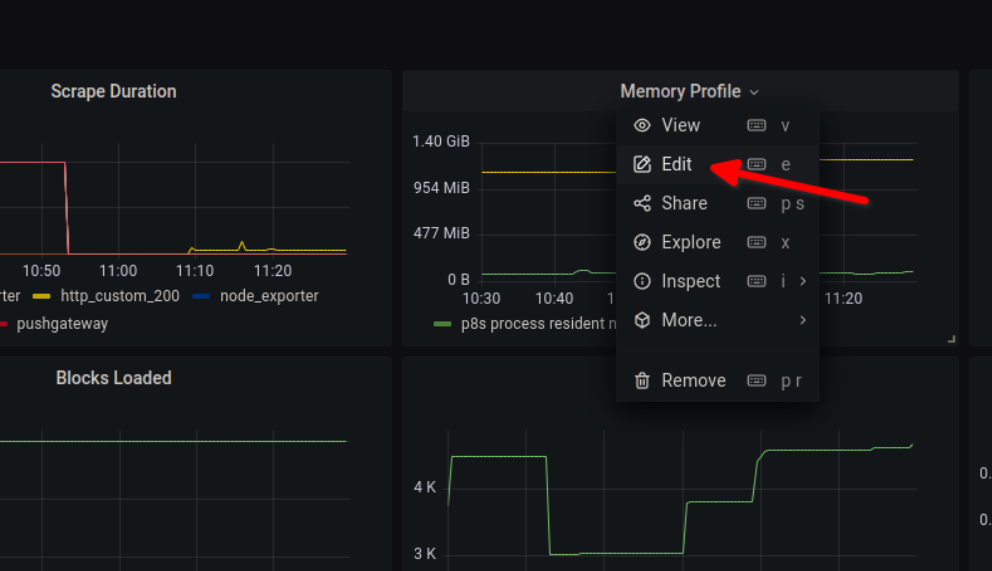 Scrape Duration
10:50 11:00 11:10 11:20
http_custom_200 node_exporter
pushgateway
Memory Profile
1.40 GiB
954 MiB
477 MiB
0 B
10:30 10:40 11:20
p8s process resident
View v
Edit e
Share p s
Explore x
Inspect i
More...
Remove p r
Blocks Loaded
4 K
3 K
0.
0.